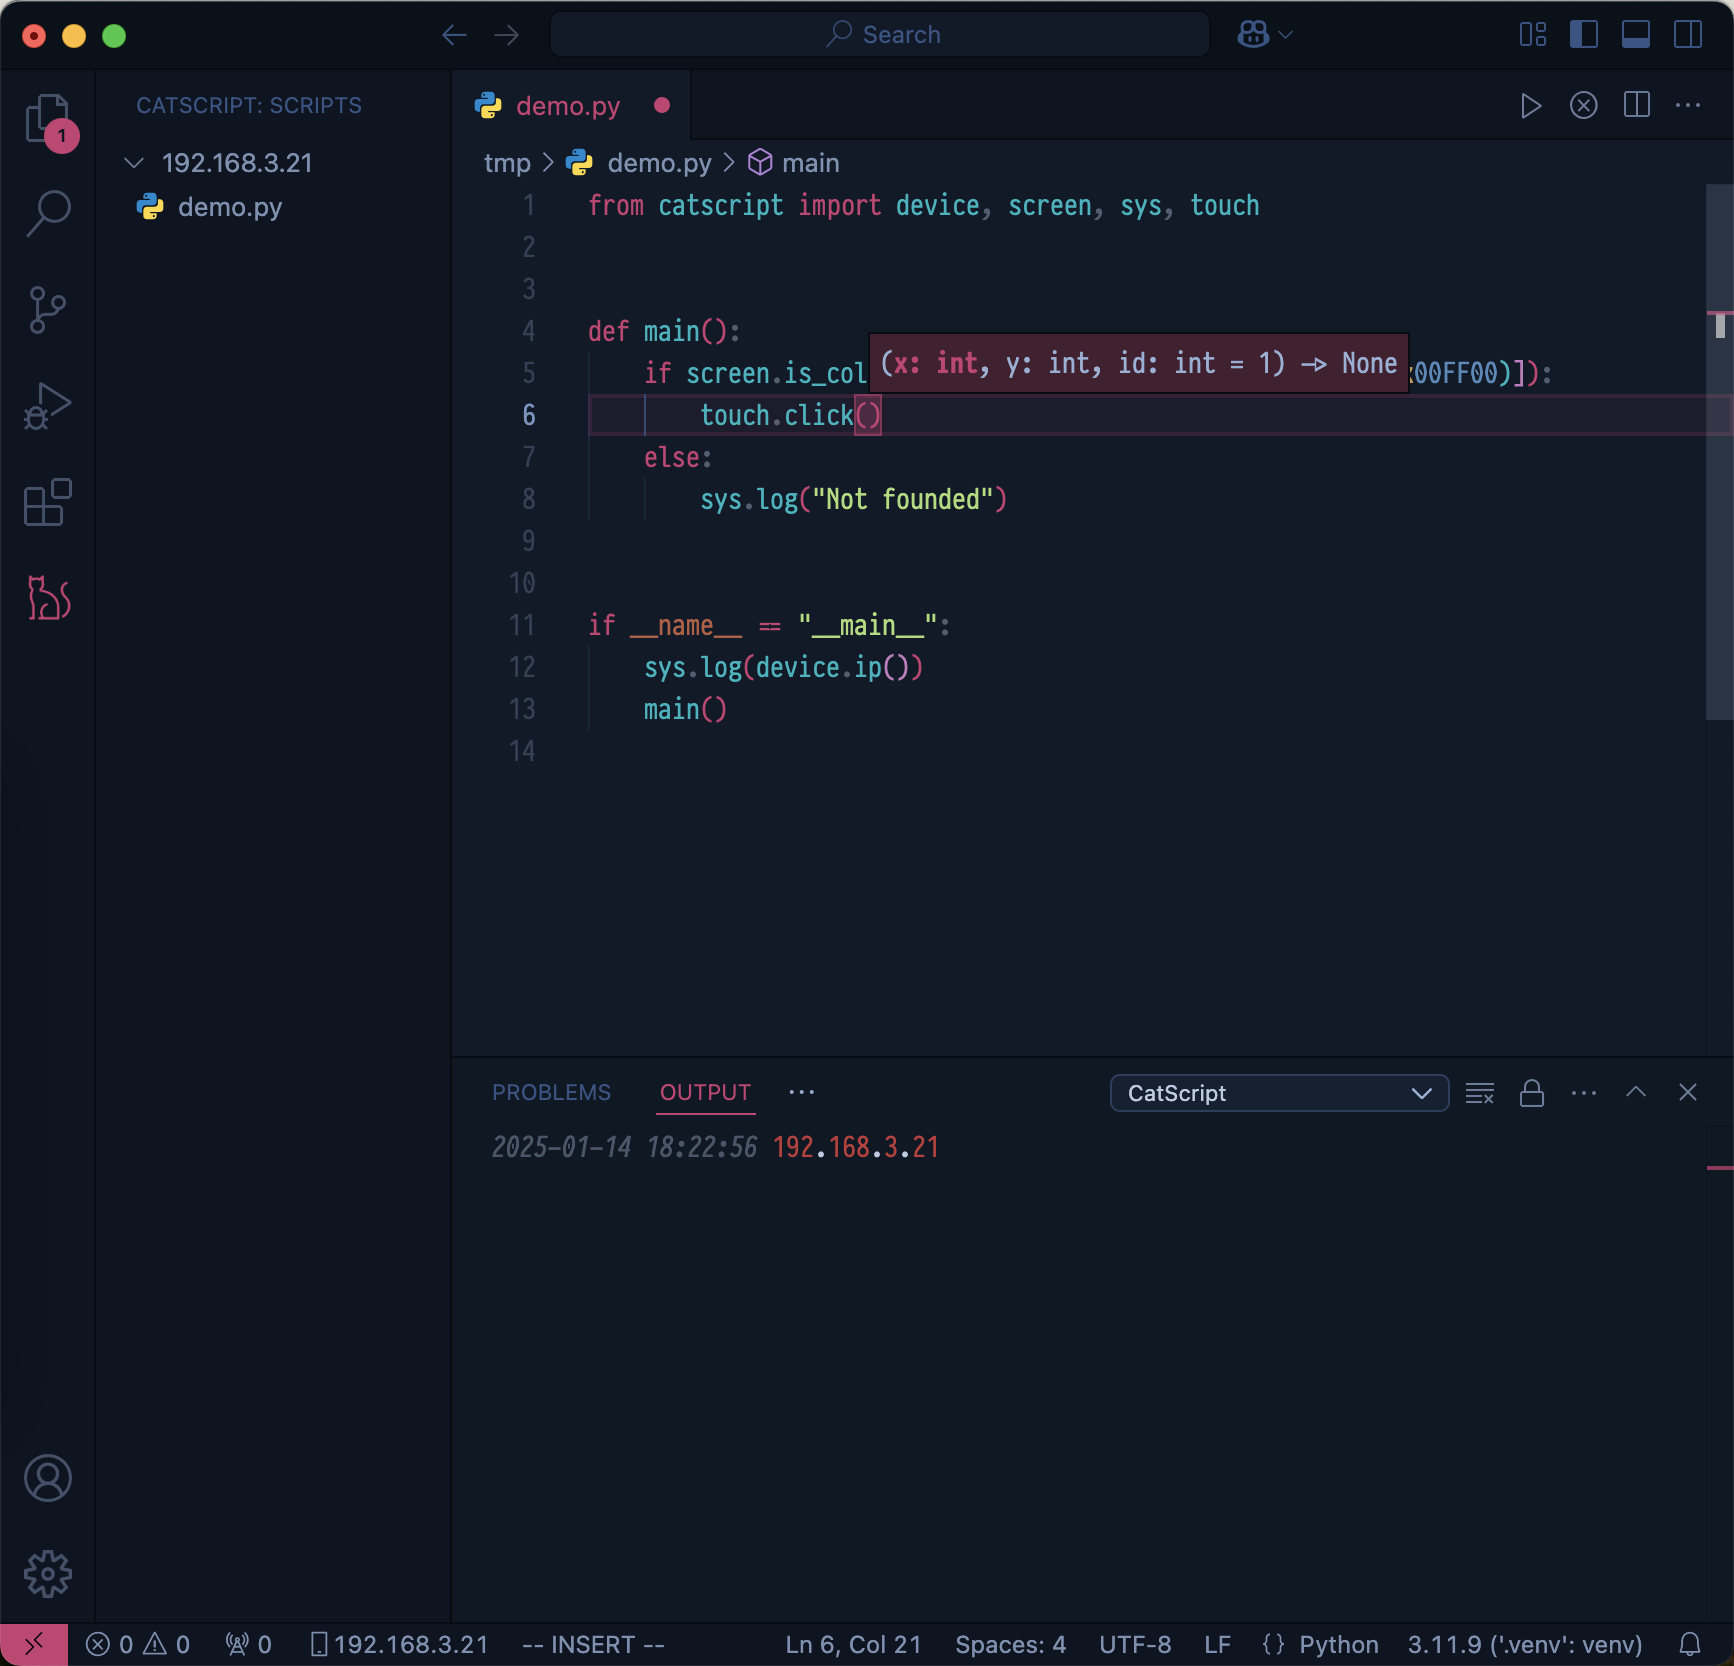 Search
CATSCRIPT: SCRIPTS
1
192.168.3.21
demo.py
demo.py
tmp > demo.py > main
1 from catscript import device, screen, sys, touch
2
3
4 def main():
(x: int, y: int, id: int = 1) -> None
5 if screen.is_col 00FF00)]):
6 touch.click()
7 else:
8 sys.log("Not founded")
9
10
11 if __name__ == "__main__":
12 sys.log(device.ip())
13 main()
14
PROBLEMS OUTPUT ··· CatScript
2025-01-14 18:22:56 192.168.3.21
0 0 0 192.168.3.21 -- INSERT -- Ln 6, Col 21 Spaces: 4 UTF-8 LF {} Python 3.11.9 ('.venv': venv)